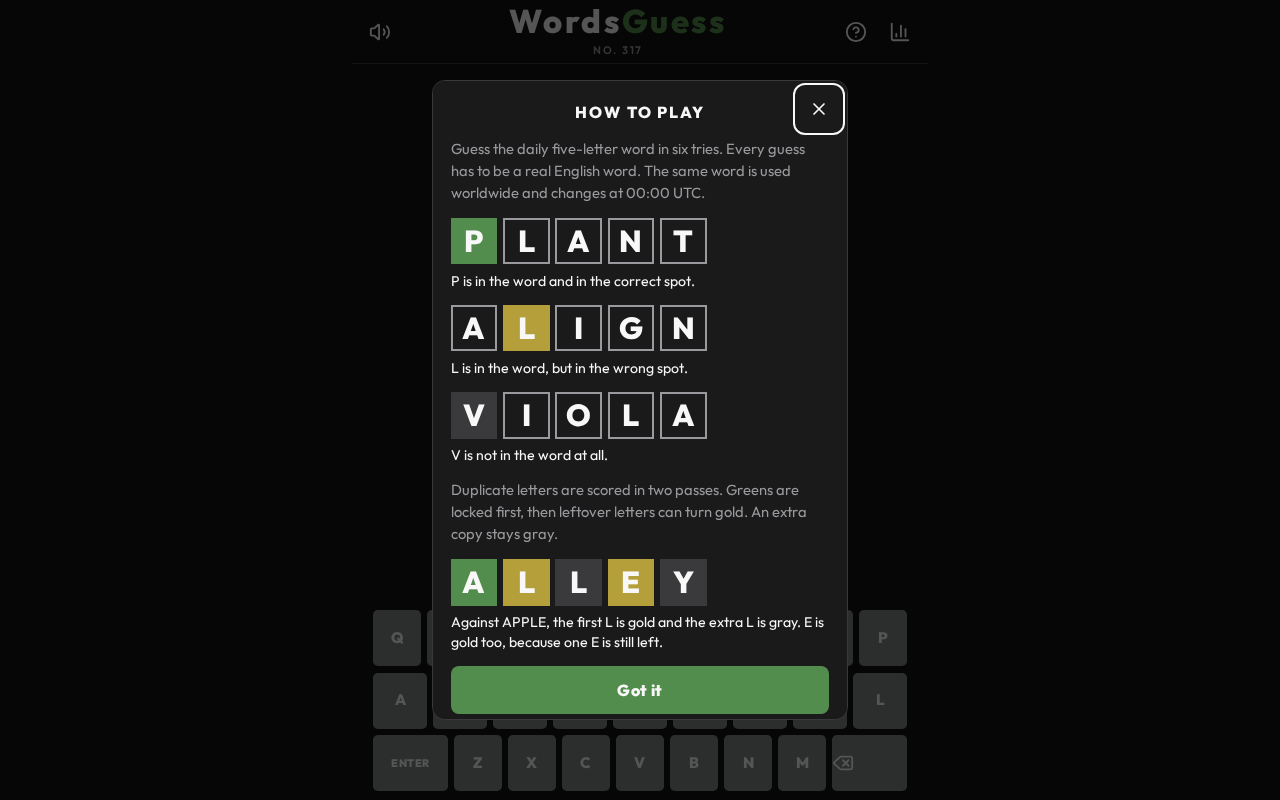 WordsGuess
NO. 317
HOW TO PLAY
Guess the daily five-letter word in six tries. Every guess
has to be a real English word. The same word is used
worldwide and changes at 00:00 UTC.
P L A N T
P is in the word and in the correct spot.
A L I G N
L is in the word, but in the wrong spot.
V I O L A
V is not in the word at all.
Duplicate letters are scored in two passes. Greens are
locked first, then leftover letters can turn gold. An extra
copy stays gray.
A L L E Y
Against APPLE, the first L is gold and the extra L is gray. E is
gold too, because one E is still left.
Got it
Q P
A L
ENTER Z X C V B N M